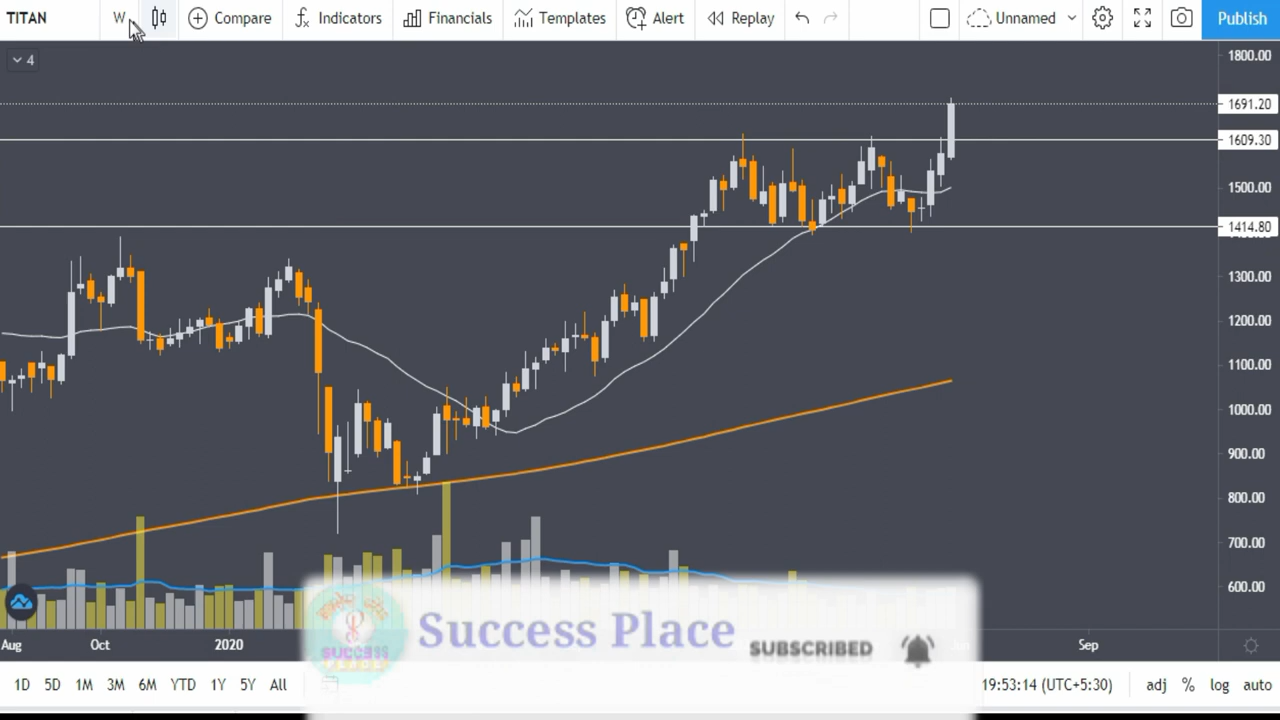 TITAN W Compare Indicators Financials Templates Alert Replay Unnamed Publish
4
1800.00
1691.20
1609.30
1500.00
1414.80
1300.00
1200.00
1100.00
1000.00
900.00
800.00
700.00
600.00
Success Place
SUBSCRIBED
SUCCESS
PLACE
Aug Oct 2020 Jun Sep
1D 5D 1M 3M 6M YTD 1Y 5Y All 19:53:14 (UTC+5:30) adj % log auto